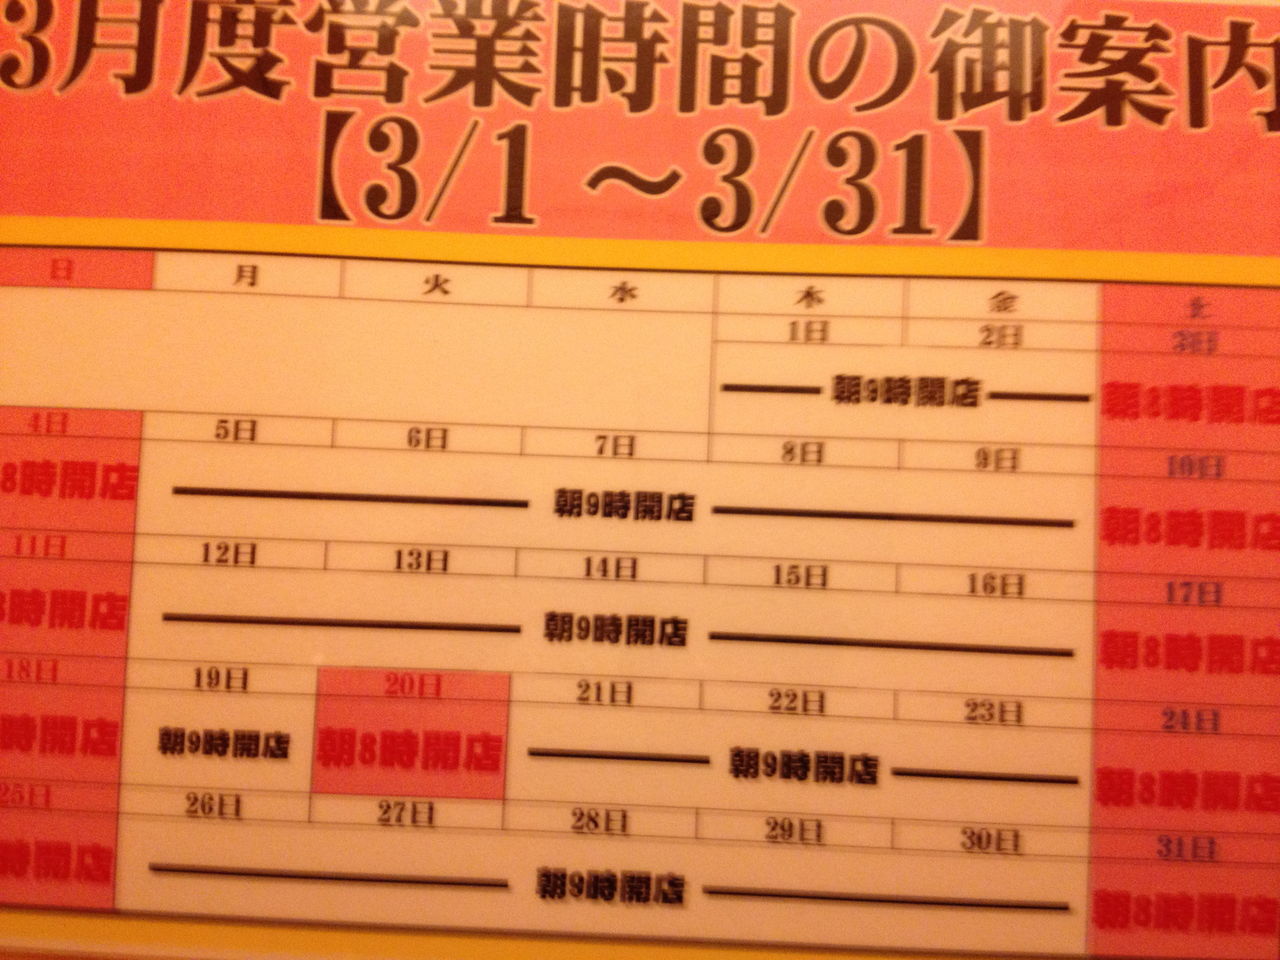 3月度営業時間の御案内
【3/1 ～3/31】
日 月 火 水 木 金 土
1日 2日 3日
朝9時開店 朝8時開店
4日 5日 6日 7日 8日 9日 10日
8時開店 朝9時開店 朝8時開店
11日 12日 13日 14日 15日 16日 17日
8時開店 朝9時開店 朝8時開店
18日 19日 20日 21日 22日 23日 24日
時開店 朝9時開店 朝8時開店 朝9時開店 朝8時開店
25日 26日 27日 28日 29日 30日 31日
時開店 朝9時開店 朝8時開店